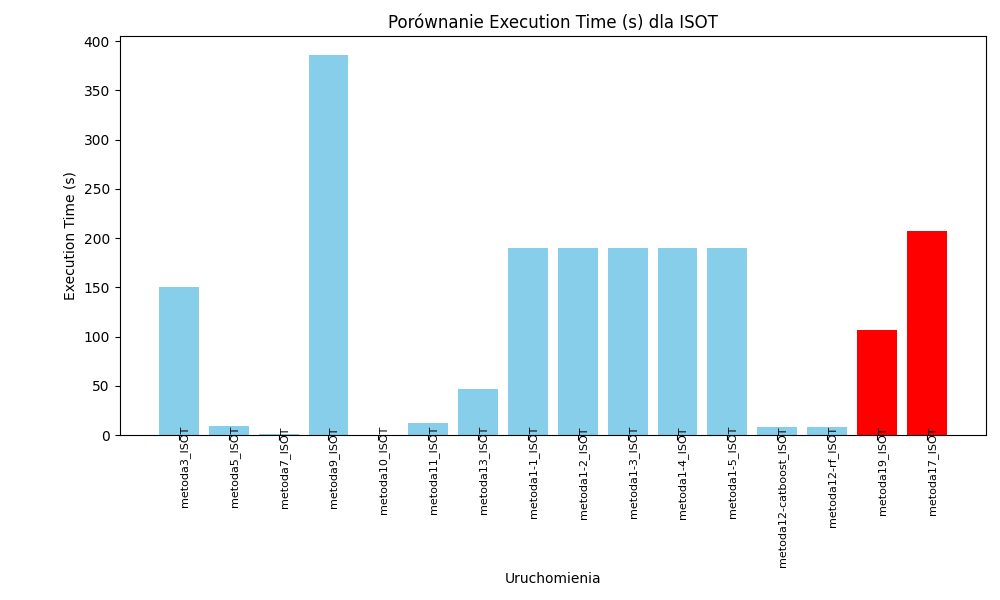 Porównanie Execution Time (s) dla ISOT
Execution Time (s)
400
350
300
250
200
150
100
50
0
metoda3_ISOT
metoda5_ISOT
metoda7_ISOT
metoda9_ISOT
metoda10_ISOT
metoda11_ISOT
metoda13_ISOT
metoda1-1_ISOT
metoda1-2_ISOT
metoda1-3_ISOT
metoda1-4_ISOT
metoda1-5_ISOT
metoda12-catboost_ISOT
metoda12-rf_ISOT
metoda19_ISOT
metoda17_ISOT
Uruchomienia